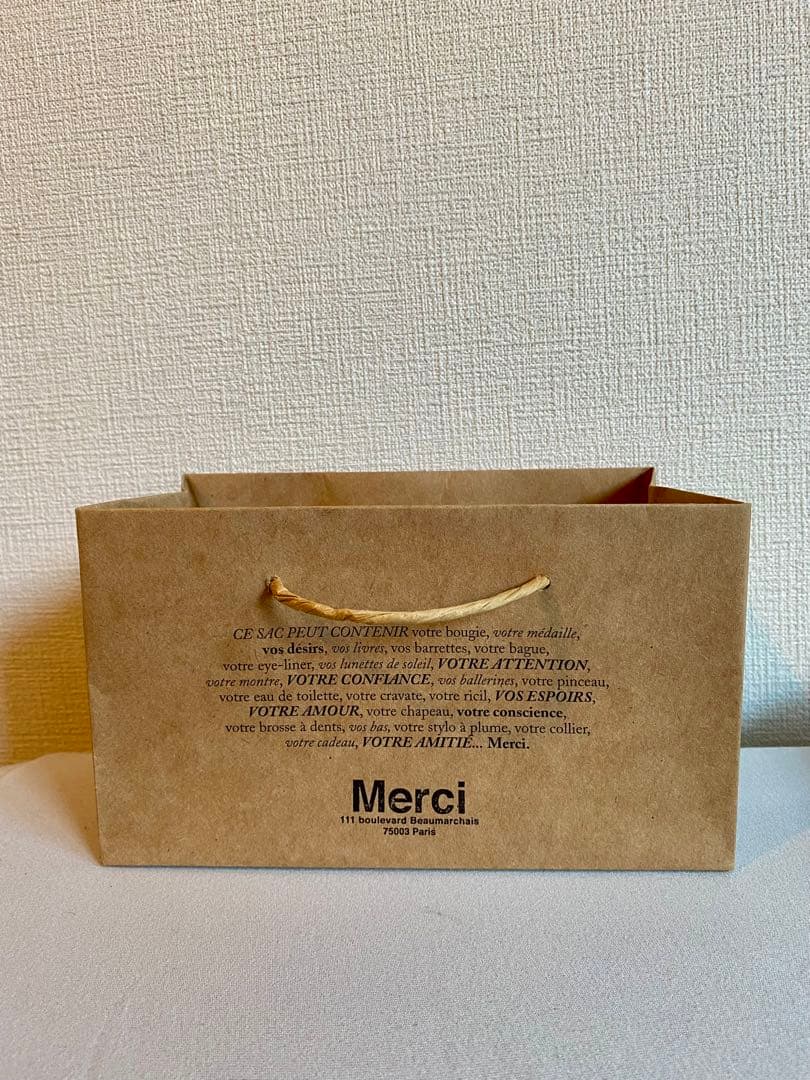 CE SAC PEUT CONTENIR votre bougie, votre médaille,
vos désirs, vos livres, vos barrettes, votre bague,
votre eye-liner, vos lunettes de soleil, VOTRE ATTENTION,
votre montre, VOTRE CONFIANCE, vos ballerines, votre pinceau,
votre eau de toilette, votre cravate, votre ricil, VOS ESPOIRS,
VOTRE AMOUR, votre chapeau, votre conscience,
votre brosse à dents, vos bas, votre stylo à plume, votre collier,
votre cadeau, VOTRE AMITIÉ... Merci.
Merci
111 boulevard Beaumarchais
75003 Paris